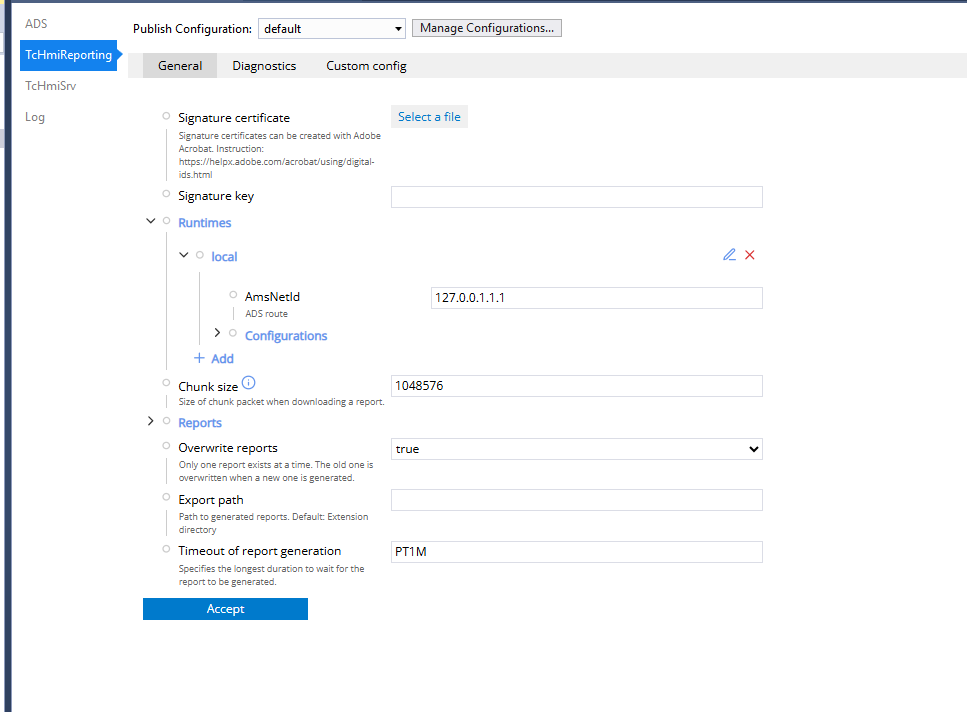 ADS
TcHmiReporting
TcHmiSrv
Log
Publish Configuration: default Manage Configurations...
General Diagnostics Custom config
Signature certificate Select a file
Signature certificates can be created with Adobe
Acrobat. Instruction:
https://helpx.adobe.com/acrobat/using/digital-
ids.html
Signature key
Runtimes
local
AmsNetId 127.0.0.1.1.1
ADS route
Configurations
+ Add
Chunk size 1048576
Size of chunk packet when downloading a report.
Reports
Overwrite reports true
Only one report exists at a time. The old one is
overwritten when a new one is generated.
Export path
Path to generated reports. Default: Extension
directory
Timeout of report generation PT1M
Specifies the longest duration to wait for the
report to be generated.
Accept